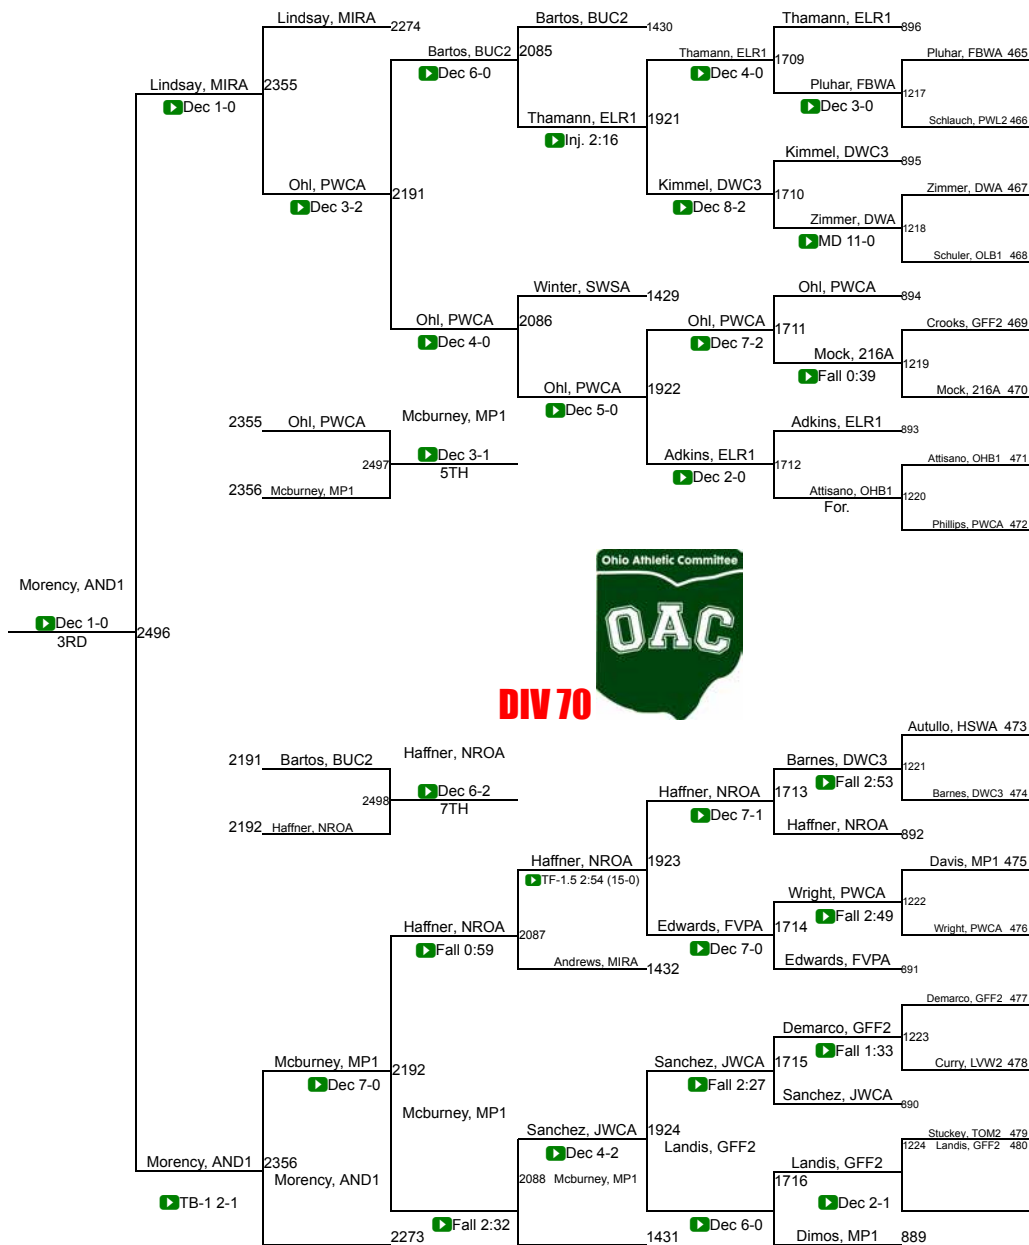 Lindsay, MIRA
2274
Bartos, BUC2
1430
Thamann, ELR1
896
Bartos, BUC2
2085
Thamann, ELR1
1709
Pluhar, FBWA 465
Dec 6-0
Dec 4-0
Lindsay, MIRA
2355
Pluhar, FBWA
1217
Dec 1-0
Dec 3-0
Thamann, ELR1
1921
Schlauch, PWL2 466
Inj. 2:16
Kimmel, DWC3
895
Ohl, PWCA
2191
Kimmel, DWC3
1710
Zimmer, DWA 467
Dec 3-2
Dec 8-2
Zimmer, DWA
1218
MD 11-0
Schuler, OLB1 468
Winter, SWSA
1429
Ohl, PWCA
894
Ohl, PWCA
2086
Ohl, PWCA
1711
Crooks, GFF2 469
Dec 4-0
Dec 7-2
Mock, 216A
1219
Fall 0:39
Ohl, PWCA
1922
Mock, 216A 470
Dec 5-0
2355
Ohl, PWCA
Mcburney, MP1
Adkins, ELR1
893
2497
Dec 3-1
5TH
Adkins, ELR1
1712
Attisano, OHB1 471
Dec 2-0
2356
Mcburney, MP1
Attisano, OHB1
1220
For.
Phillips, PWCA 472
Ohio Athletic Committee
OAC
Morency, AND1
Dec 1-0
3RD
2496
DIV 70
Autullo, HSWA 473
2191
Bartos, BUC2
Haffner, NROA
Barnes, DWC3
1221
Fall 2:53
2498
Dec 6-2
7TH
Haffner, NROA
1713
Barnes, DWC3 474
Dec 7-1
2192
Haffner, NROA
Haffner, NROA
892
Haffner, NROA
1923
Davis, MP1 475
TF-1.5 2:54 (15-0)
Wright, PWCA
1222
Fall 2:49
Haffner, NROA
2087
Edwards, FVPA
1714
Wright, PWCA 476
Fall 0:59
Dec 7-0
Andrews, MIRA
1432
Edwards, FVPA
891
Demarco, GFF2 477
Demarco, GFF2
1223
Fall 1:33
Mcburney, MP1
2192
Sanchez, JWCA
1715
Curry, LVW2 478
Dec 7-0
Fall 2:27
Sanchez, JWCA
890
Mcburney, MP1
Sanchez, JWCA
1924
Stuckey, TOM2 479
Dec 4-2
Landis, GFF2
1224 Landis, GFF2 480
Morency, AND1
2356
Landis, GFF2
Morency, AND1
2088 Mcburney, MP1
1716
TB-1 2-1
Dec 2-1
Fall 2:32
Dec 6-0
2273
1431
Dimos, MP1
889